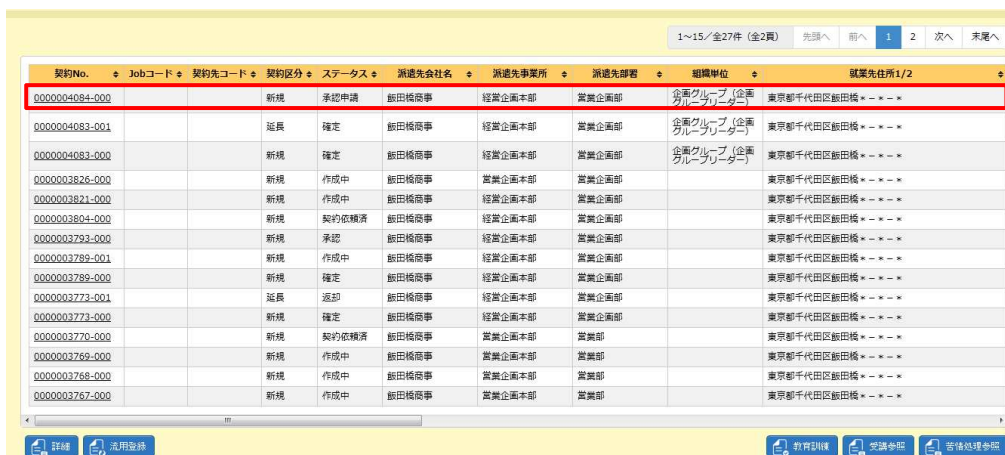 1～15／全27件（全2頁） 先頭へ 前へ 1 2 次へ 末尾へ
契約No. Jobコード 契約先コード 契約区分 ステータス 派遣先会社名 派遣先事業所 派遣先部署 組織単位 就業先住所1/2
0000004084-000 新規 承認申請 飯田橋商事 経営企画本部 営業企画部 企画グループ（企画グループリーダー） 東京都千代田区飯田橋＊－＊－＊
0000004083-001 延長 確定 飯田橋商事 経営企画本部 営業企画部 企画グループ（企画グループリーダー） 東京都千代田区飯田橋＊－＊－＊
0000004083-000 新規 確定 飯田橋商事 経営企画本部 営業企画部 企画グループ（企画グループリーダー） 東京都千代田区飯田橋＊－＊－＊
0000003826-000 新規 作成中 飯田橋商事 営業企画本部 営業企画部 東京都千代田区飯田橋＊－＊－＊
0000003821-000 新規 作成中 飯田橋商事 経営企画本部 営業企画部 東京都千代田区飯田橋＊－＊－＊
0000003804-000 新規 契約依頼済 飯田橋商事 経営企画本部 営業企画部 東京都千代田区飯田橋＊－＊－＊
0000003793-000 新規 承認 飯田橋商事 経営企画本部 営業企画部 東京都千代田区飯田橋＊－＊－＊
0000003789-001 新規 作成中 飯田橋商事 経営企画本部 営業企画部 東京都千代田区飯田橋＊－＊－＊
0000003789-000 新規 確定 飯田橋商事 経営企画本部 営業企画部 東京都千代田区飯田橋＊－＊－＊
0000003773-001 延長 返却 飯田橋商事 経営企画本部 営業企画部 東京都千代田区飯田橋＊－＊－＊
0000003773-000 新規 確定 飯田橋商事 経営企画本部 営業企画部 東京都千代田区飯田橋＊－＊－＊
0000003770-000 新規 契約依頼済 飯田橋商事 営業企画本部 営業部 東京都千代田区飯田橋＊－＊－＊
0000003769-000 新規 作成中 飯田橋商事 営業企画本部 営業部 東京都千代田区飯田橋＊－＊－＊
0000003768-000 新規 作成中 飯田橋商事 営業企画本部 営業部 東京都千代田区飯田橋＊－＊－＊
0000003767-000 新規 作成中 飯田橋商事 営業企画本部 営業部 東京都千代田区飯田橋＊－＊－＊
詳細 流用登録 教育訓練 受講参照 苦情処理参照